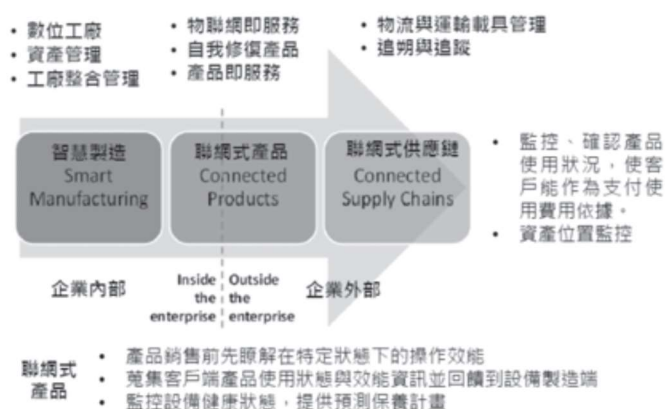 • 數位工廠
• 資產管理
• 工廠整合管理
• 物聯網即服務
• 自我修復產品
• 產品即服務
• 物流與運輸載具管理
• 追朔與追蹤
智慧製造
Smart
Manufacturing
聯網式產品
Connected
Products
聯網式供應鏈
Connected
Supply Chains
• 監控、確認產品
使用狀況，使客
戶能作為支付使
用費用依據。
• 資產位置監控
企業內部
Inside
the
enterprise
Outside
the
enterprise
企業外部
聯網式
產品
• 產品銷售前先瞭解在特定狀態下的操作效能
• 蒐集客戶端產品使用狀態與效能資訊並回饋到設備製造端
• 監控設備健康狀態，提供預測保養計畫